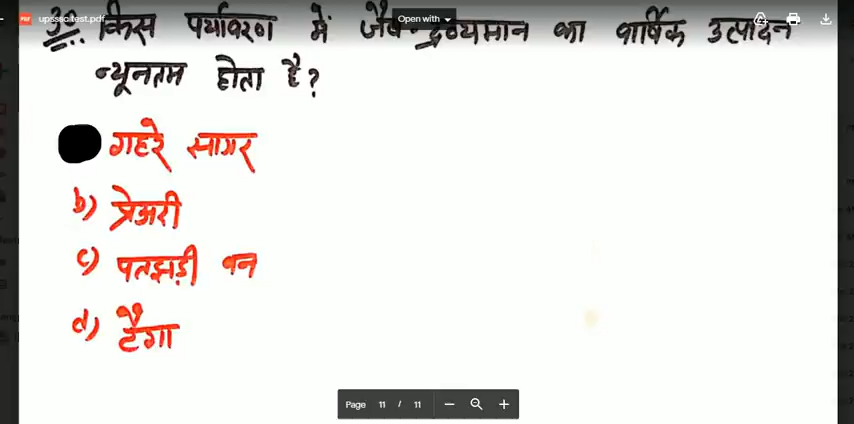 upsssc test.pdf
Open with
3. किस पर्यावरण में जैव-द्रव्यमान का वार्षिक उत्पादन
न्यूनतम होता है?
गहरे सागर
b) प्रेअरी
c) पतझड़ी वन
d) टैगा
Page 11 / 11